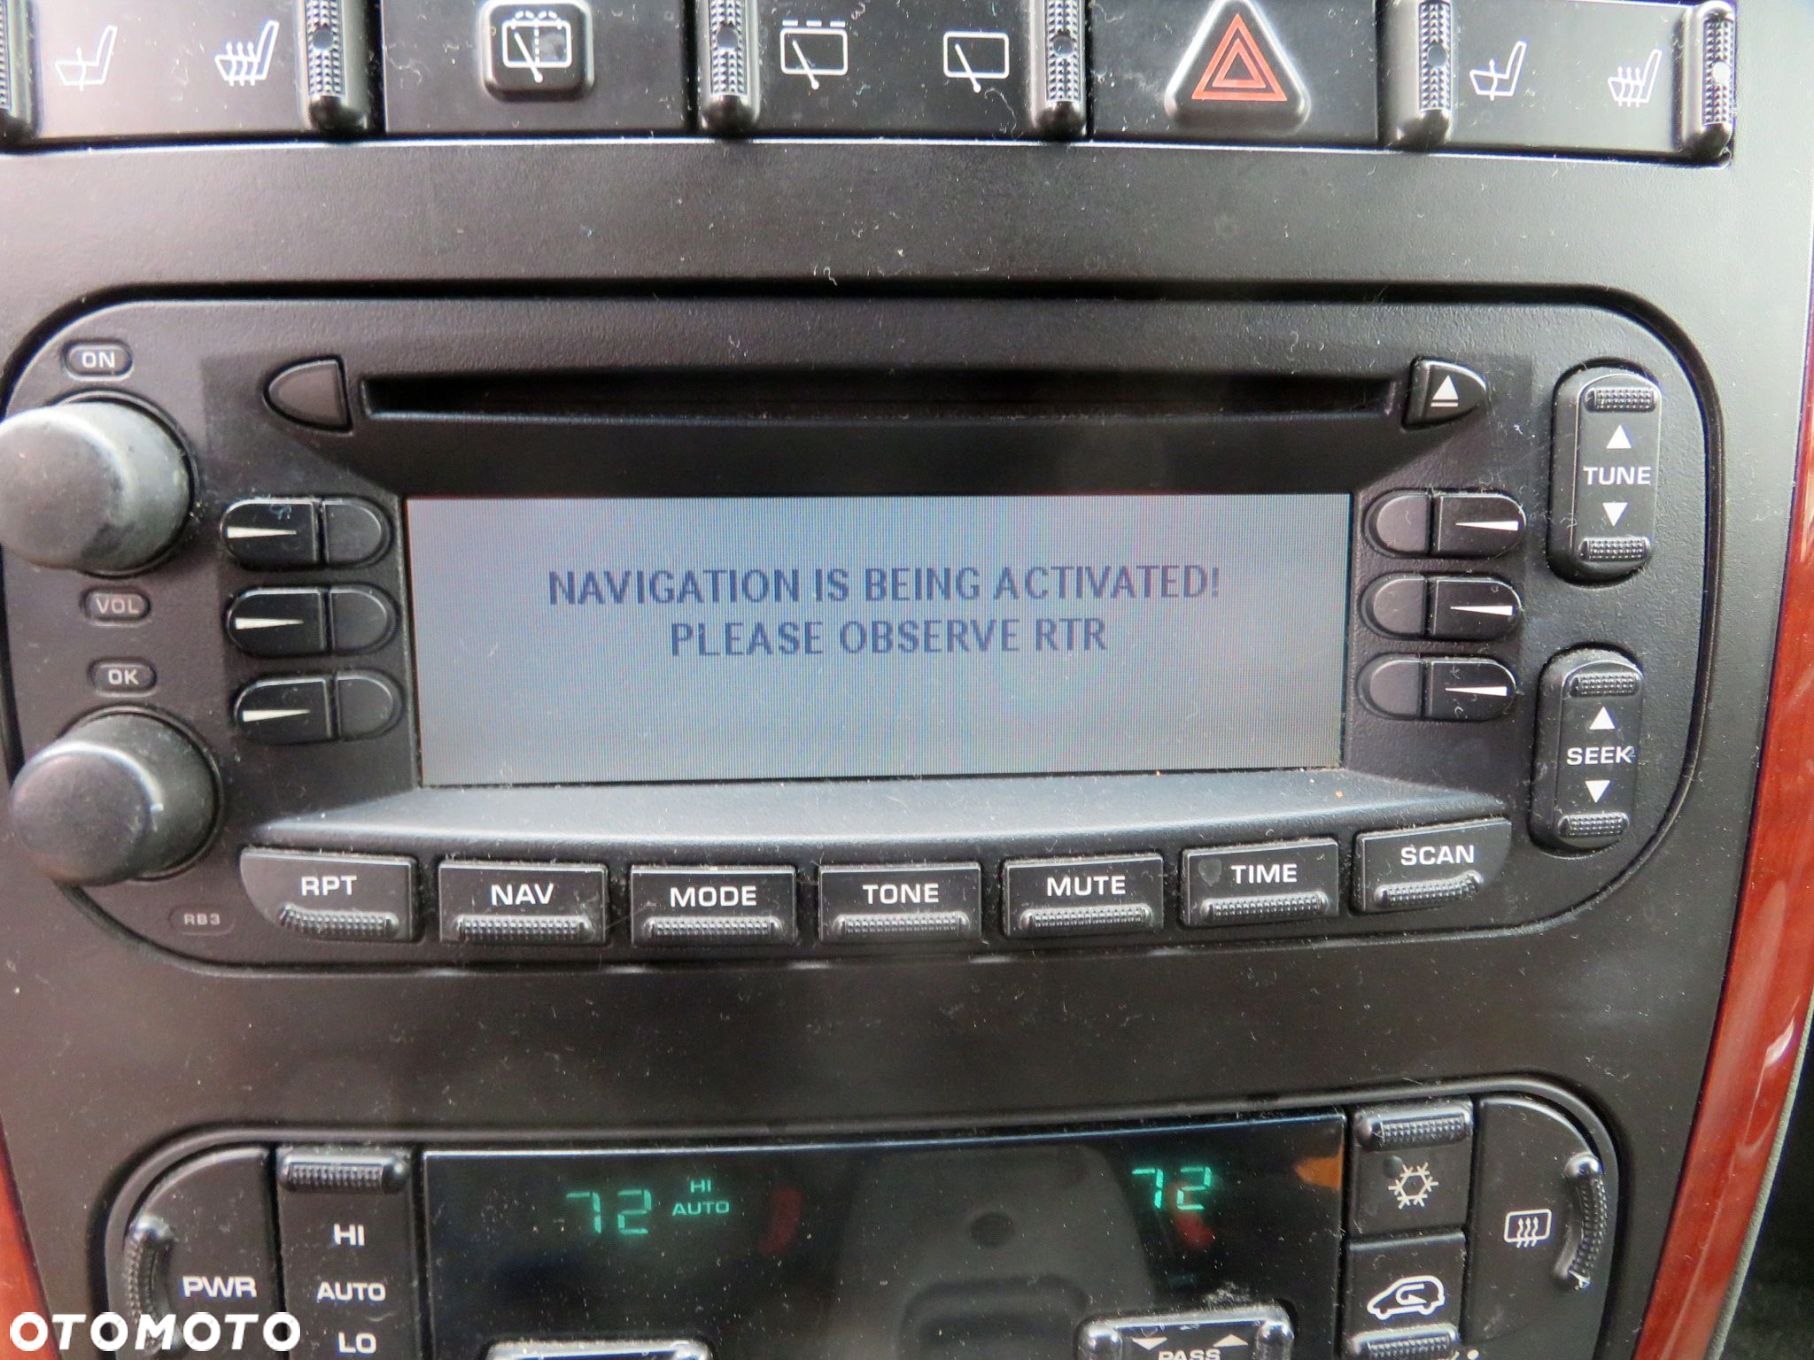 ON
TUNE
VOL
NAVIGATION IS BEING ACTIVATED!
PLEASE OBSERVE RTR
OK
SEEK
RPT
NAV
MODE
TONE
MUTE
TIME
SCAN
RB3
72
HI
AUTO
72
HI
PWR
AUTO
LO
PASS
OTOMOTO